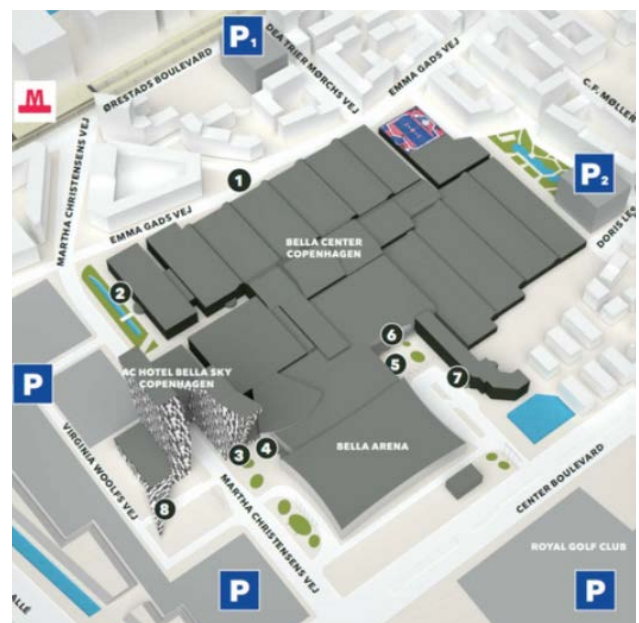 P1
DEA TRIER MØRCHS VEJ
ØRESTADS BOULEVARD
EMMA GADS VEJ
M
C.F. MØLLER
P2
1
MARTHA CHRISTENSENS VEJ
EMMA GADS VEJ
BELLA CENTER
COPENHAGEN
DORIS LES
2
6
5
AC HOTEL BELLA SKY
COPENHAGEN
7
P
BELLA ARENA
4
3
VIRGINIA WOOLFS VEJ
MARTHA CHRISTENSENS VEJ
CENTER BOULEVARD
8
ROYAL GOLF CLUB
P
P
ALLÉ